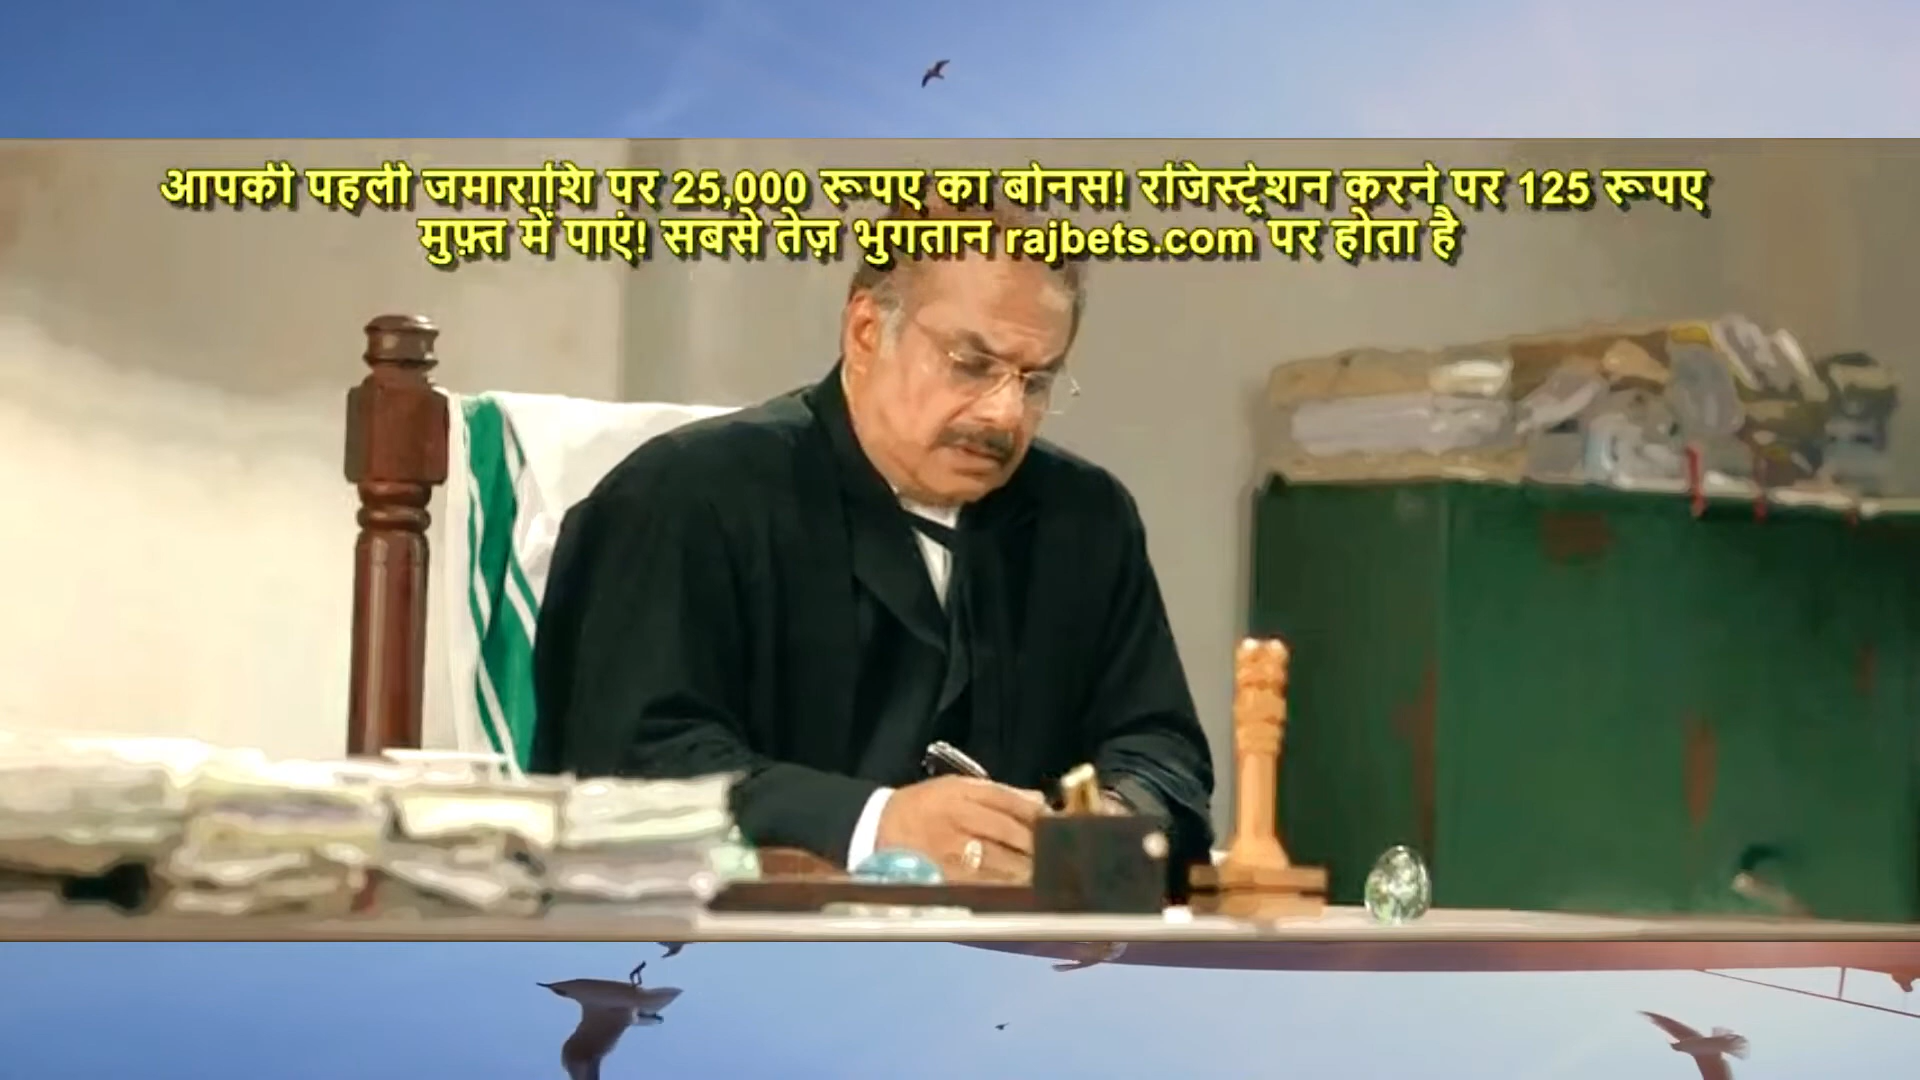 आपकी पहली जमाराशि पर 25,000 रूपए का बोनस! रजिस्ट्रेशन करने पर 125 रूपए
मुफ़्त में पाएं! सबसे तेज़ भुगतान rajbets.com पर होता है